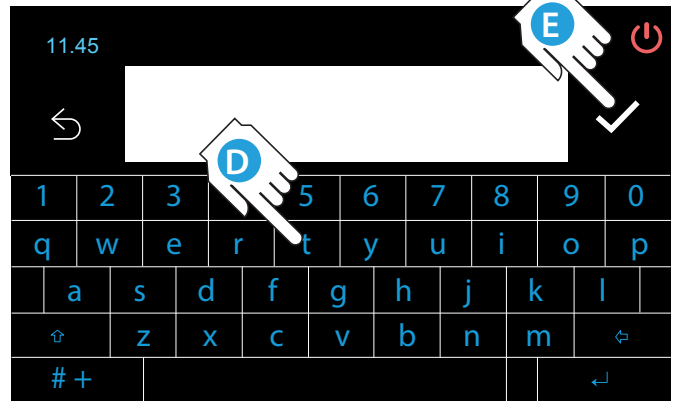 E
11.45
D
1 2 3 5 6 7 8 9 0
q w e r t y u i o p
a s d f g h j k l
z x c v b n m
# +